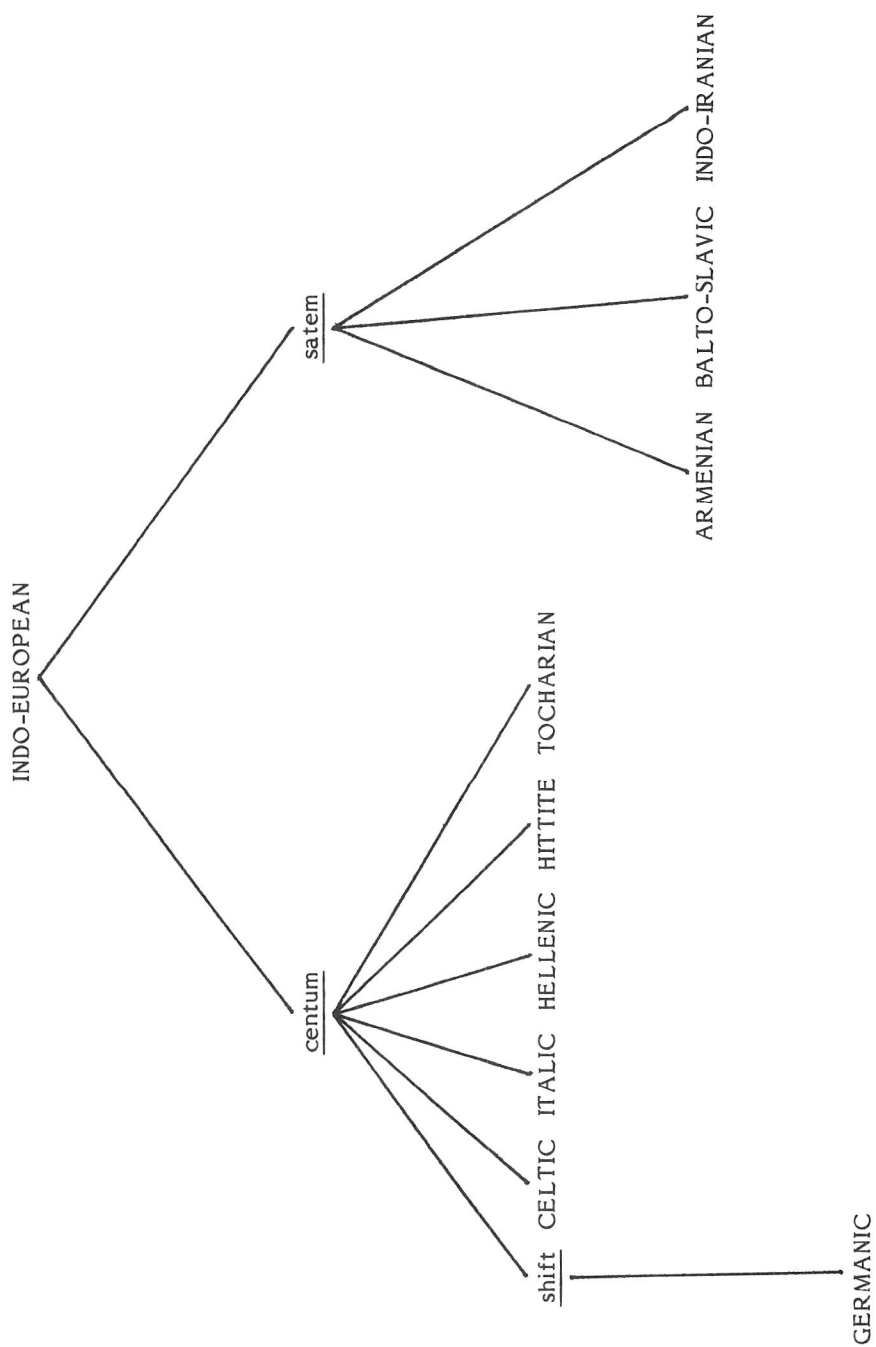 INDO-EUROPEAN
centum
satem
shift CELTIC ITALIC HELLENIC HITTITE TOCHARIAN
ARMENIAN BALTO-SLAVIC INDO-IRANIAN
GERMANIC